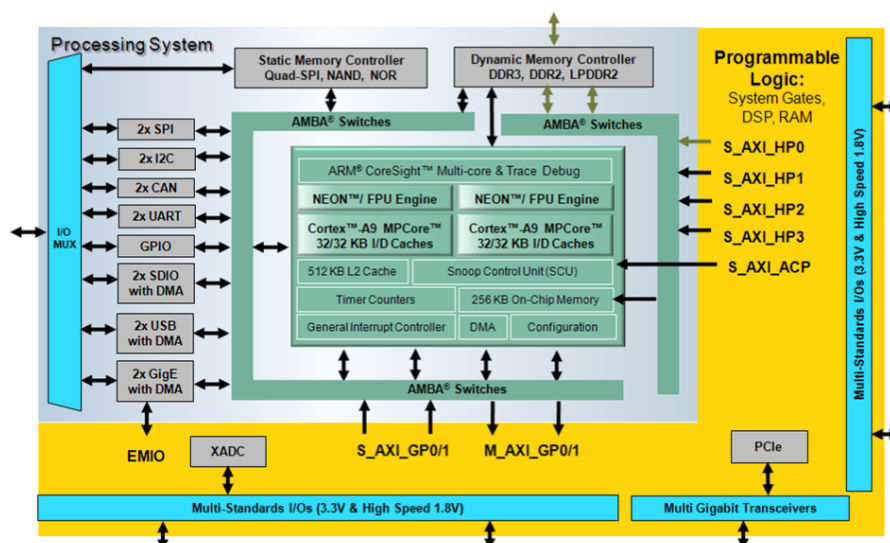 Processing System
Static Memory Controller
Quad-SPI, NAND, NOR
Dynamic Memory Controller
DDR3, DDR2, LPDDR2
Programmable
Logic:
System Gates,
DSP, RAM
AMBA® Switches
AMBA® Switches
I/O
MUX
2x SPI
2x I2C
2x CAN
2x UART
GPIO
2x SDIO
with DMA
2x USB
with DMA
2x GigE
with DMA
EMIO
ARM® CoreSight™ Multi-core & Trace Debug
NEON™/ FPU Engine
NEON™/ FPU Engine
Cortex™-A9 MPCore™
32/32 KB I/D Caches
Cortex™-A9 MPCore™
32/32 KB I/D Caches
512 KB L2 Cache
Snoop Control Unit (SCU)
Timer Counters
256 KB On-Chip Memory
General Interrupt Controller
DMA
Configuration
AMBA® Switches
S_AXI_HP0
S_AXI_HP1
S_AXI_HP2
S_AXI_HP3
S_AXI_ACP
Multi-Standards I/Os (3.3V & High Speed 1.8V)
S_AXI_GP0/1
M_AXI_GP0/1
XADC
PCIe
Multi-Standards I/Os (3.3V & High Speed 1.8V)
Multi Gigabit Transceivers